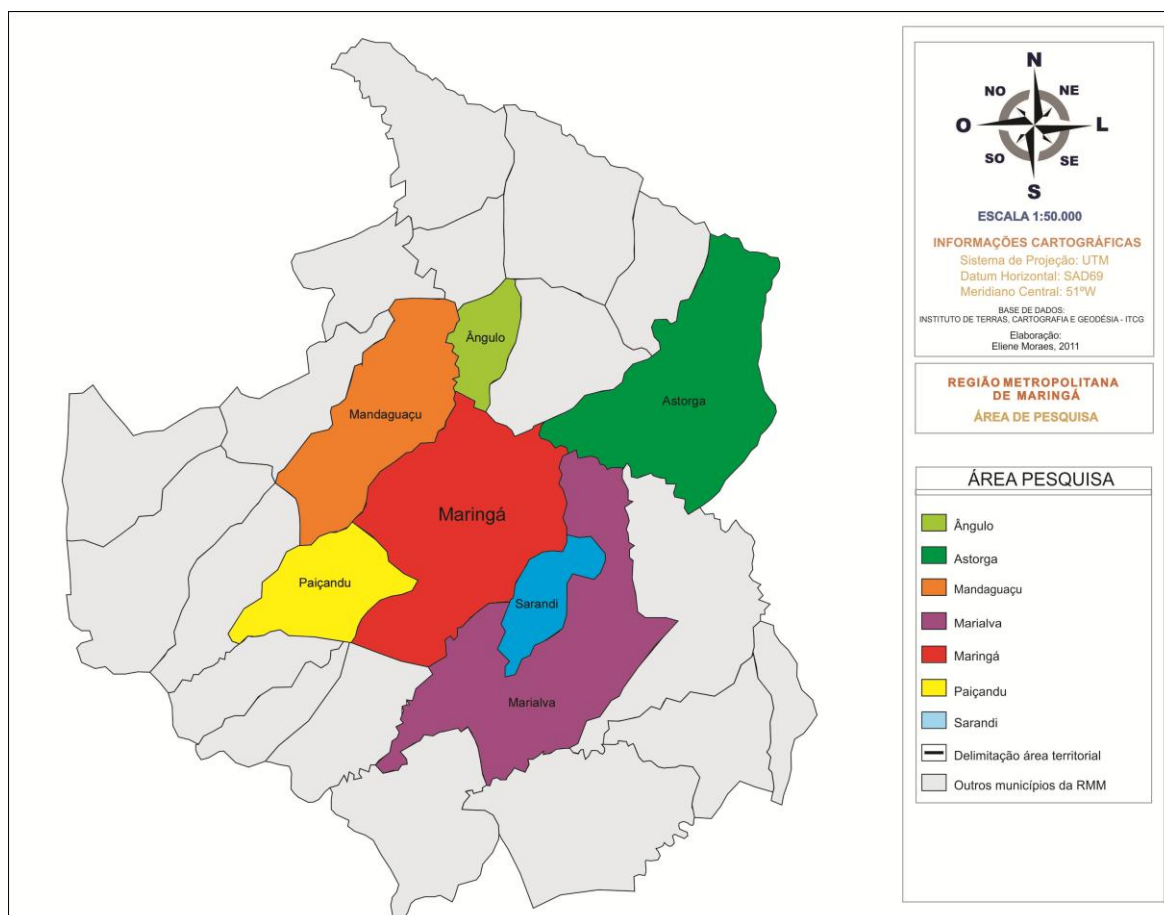 Ângulo
Mandaguaçu
Astorga
Maringá
Paiçandu
Sarandi
Marialva
N
NO
NE
O
L
SO
SE
S
ESCALA 1:50.000
INFORMAÇÕES CARTOGRÁFICAS
Sistema de Projeção: UTM
Datum Horizontal: SAD69
Meridiano Central: 51ºW
BASE DE DADOS:
INSTITUTO DE TERRAS, CARTOGRAFIA E GEODÉSIA - ITCG
Elaboração:
Eliene Moraes, 2011
REGIÃO METROPOLITANA
DE MARINGÁ
ÁREA DE PESQUISA
ÁREA PESQUISA
Ângulo
Astorga
Mandaguaçu
Marialva
Maringá
Paiçandu
Sarandi
Delimitação área territorial
Outros municípios da RMM